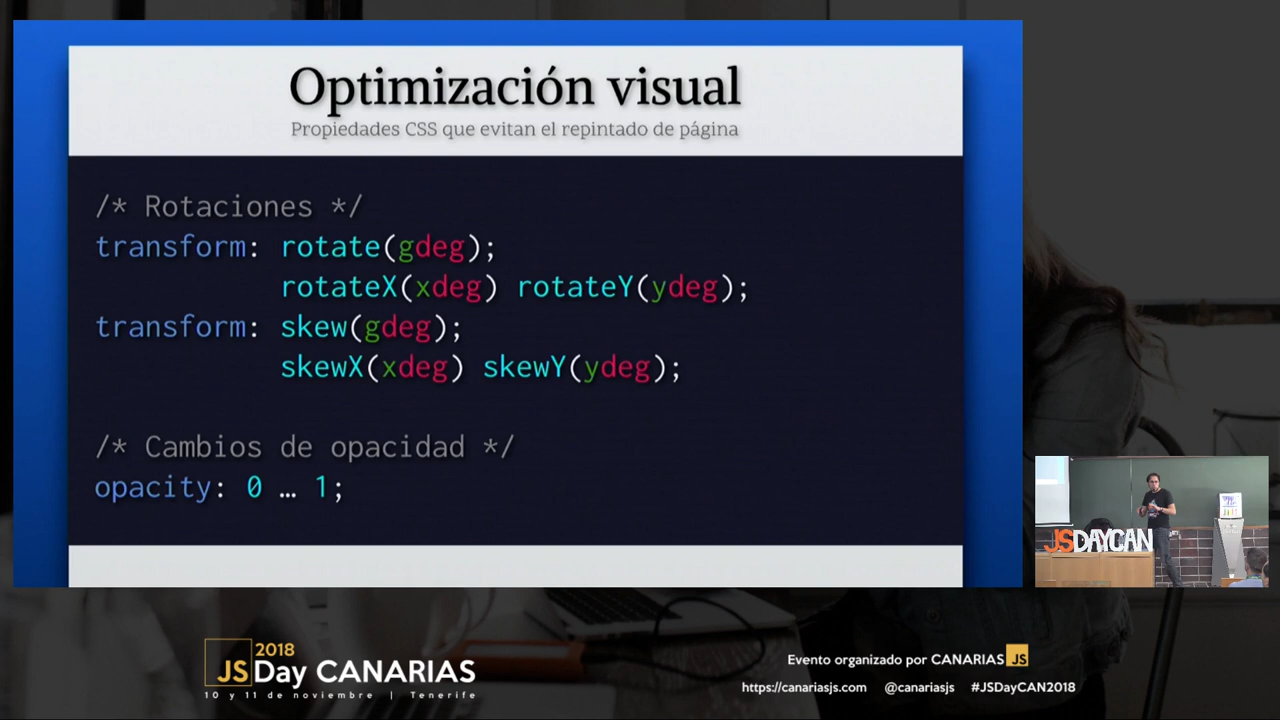 Optimización visual
Propiedades CSS que evitan el repintado de página
/* Rotaciones */
transform: rotate(gdeg);
rotateX(xdeg) rotateY(ydeg);
transform: skew(gdeg);
skewX(xdeg) skewY(ydeg);
/* Cambios de opacidad */
opacity: 0 … 1;
JSDAYCAN
2018
JSDay CANARIAS
10 y 11 de noviembre | Tenerife
Evento organizado por CANARIAS JS
https://canariasjs.com @canariasjs #JSDayCAN2018